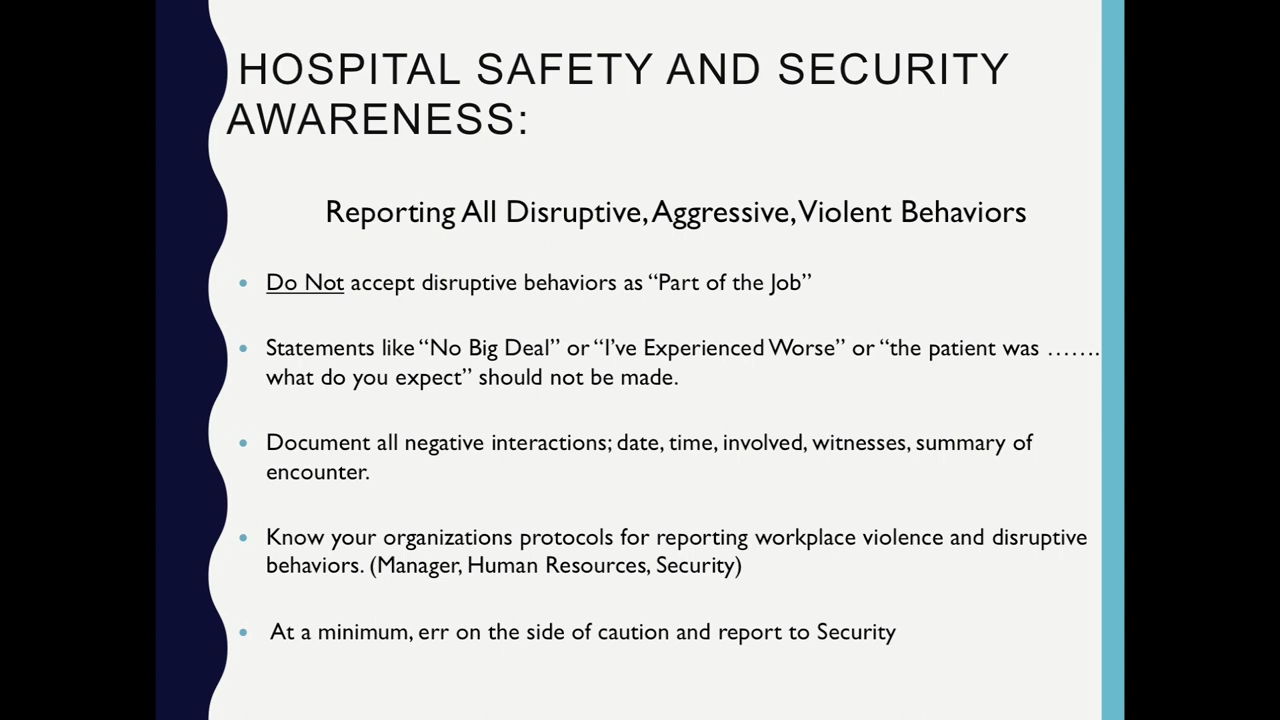 HOSPITAL SAFETY AND SECURITY
AWARENESS:
Reporting All Disruptive, Aggressive, Violent Behaviors
• Do Not accept disruptive behaviors as “Part of the Job”
• Statements like “No Big Deal” or “I’ve Experienced Worse” or “the patient was …….
what do you expect” should not be made.
• Document all negative interactions; date, time, involved, witnesses, summary of
encounter.
• Know your organizations protocols for reporting workplace violence and disruptive
behaviors. (Manager, Human Resources, Security)
• At a minimum, err on the side of caution and report to Security